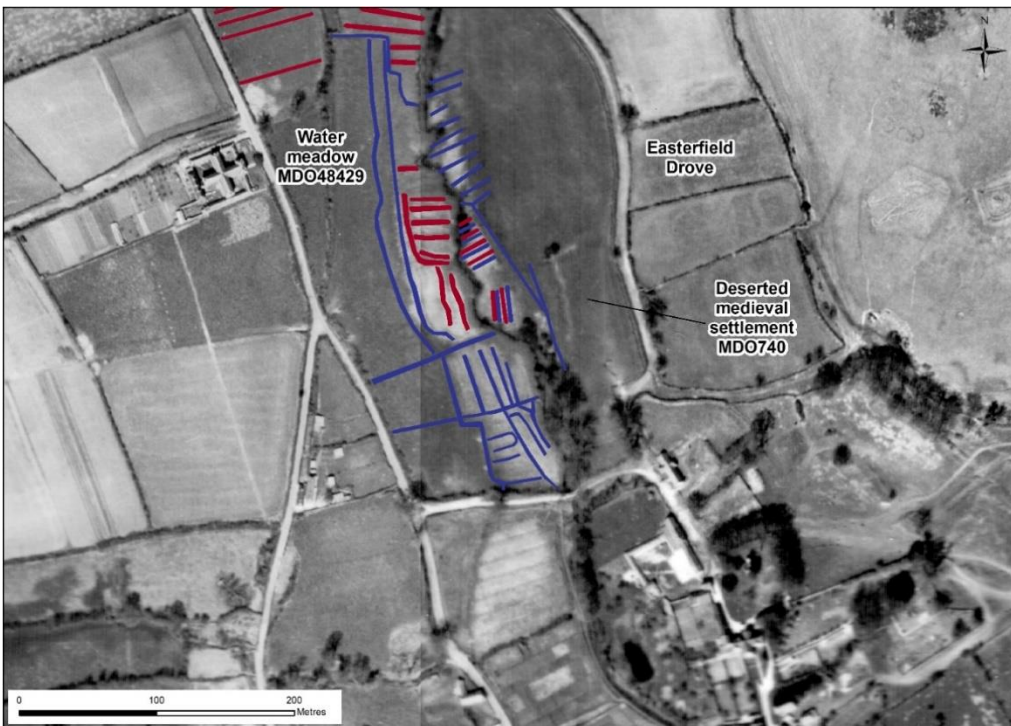 N
Water
meadow
MDO48429
Easterfield
Drove
Deserted
medieval
settlement
MDO740
0 100 200
Metres